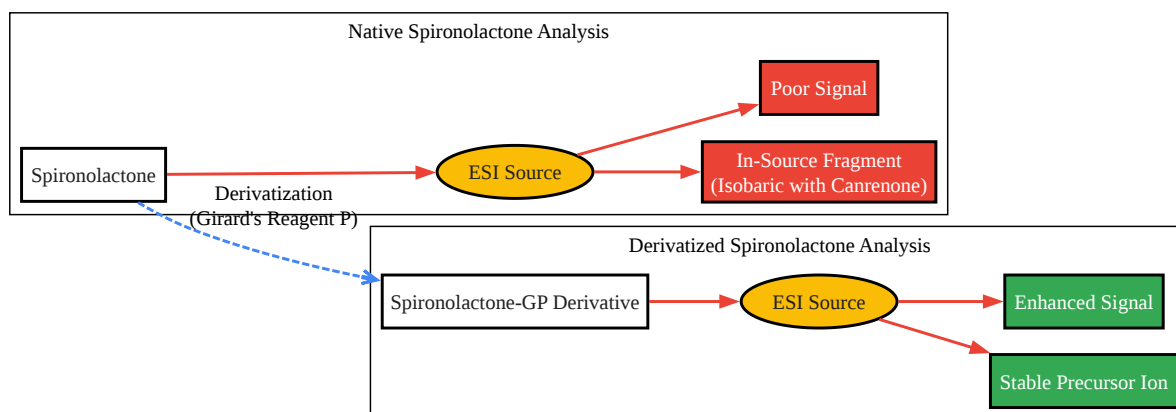 Native Spironolactone Analysis
Poor Signal
Spironolactone
ESI Source
In-Source Fragment
(Isobaric with Canrenone)
Derivatization
(Girard's Reagent P)
Derivatized Spironolactone Analysis
Spironolactone-GP Derivative
ESI Source
Enhanced Signal
Stable Precursor Ion